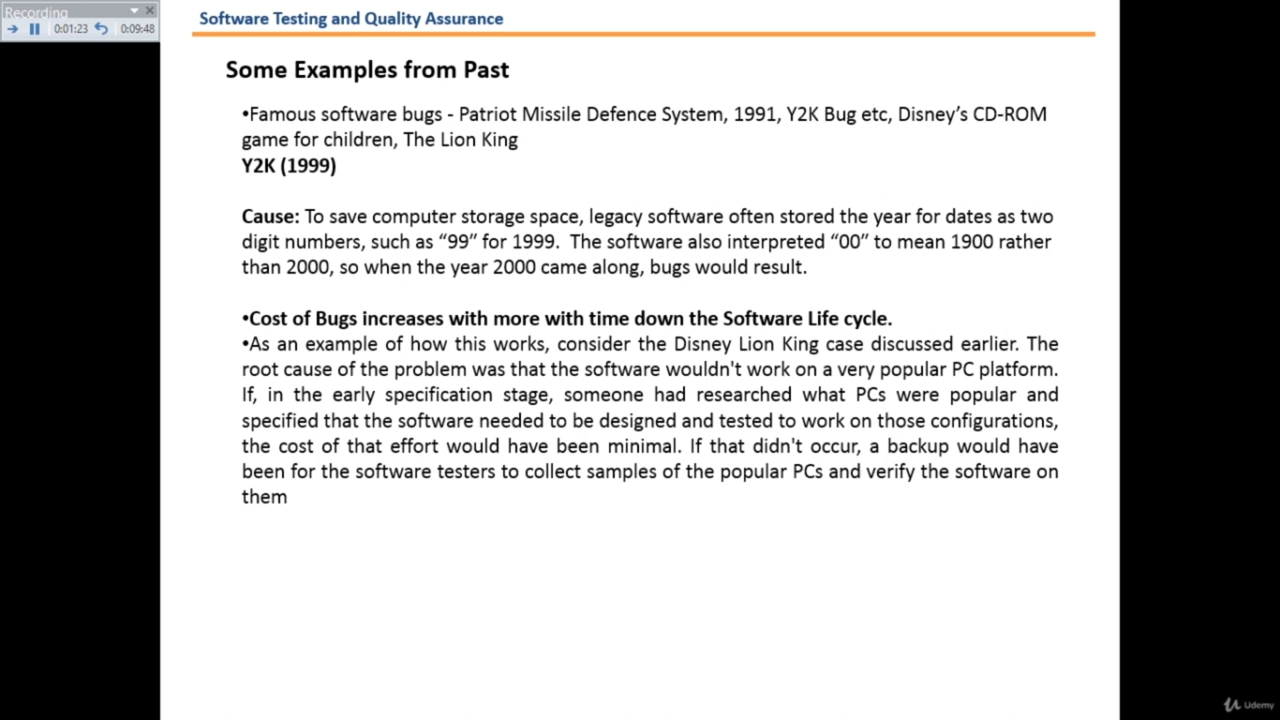 Recording
0:01:23
0:09:48
Software Testing and Quality Assurance
Some Examples from Past
•Famous software bugs - Patriot Missile Defence System, 1991, Y2K Bug etc, Disney’s CD-ROM
game for children, The Lion King
Y2K (1999)
Cause: To save computer storage space, legacy software often stored the year for dates as two
digit numbers, such as “99” for 1999.  The software also interpreted “00” to mean 1900 rather
than 2000, so when the year 2000 came along, bugs would result.
•Cost of Bugs increases with more with time down the Software Life cycle.
•As an example of how this works, consider the Disney Lion King case discussed earlier. The
root cause of the problem was that the software wouldn't work on a very popular PC platform.
If, in the early specification stage, someone had researched what PCs were popular and
specified that the software needed to be designed and tested to work on those configurations,
the cost of that effort would have been minimal. If that didn't occur, a backup would have
been for the software testers to collect samples of the popular PCs and verify the software on
them
Udemy